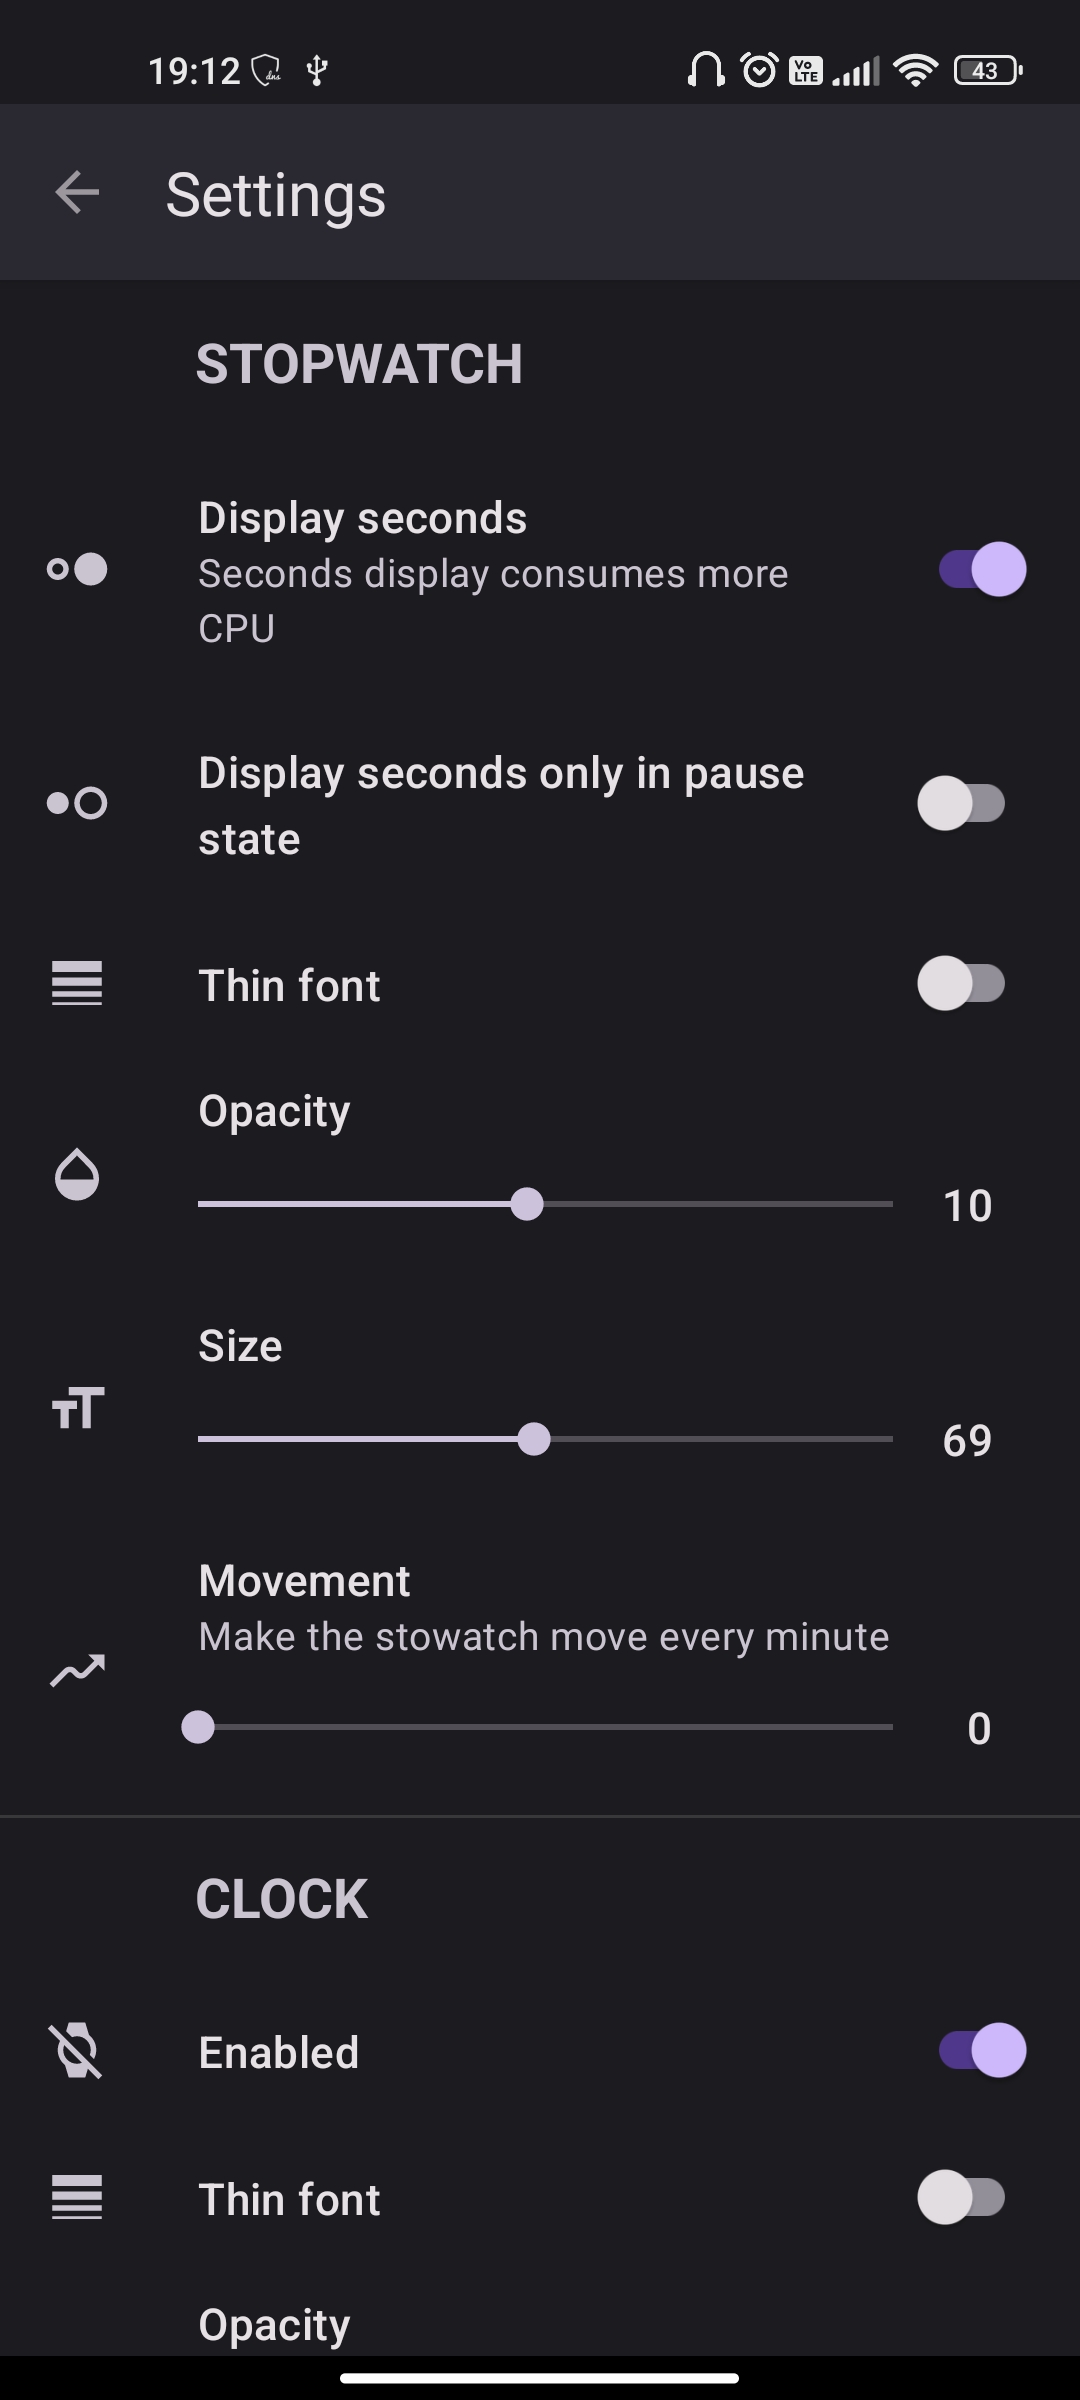 19:12 dns Vo LTE 43
Settings
STOPWATCH
Display seconds
Seconds display consumes more
CPU
Display seconds only in pause
state
Thin font
Opacity
10
Size
69
Movement
Make the stowatch move every minute
0
CLOCK
Enabled
Thin font
Opacity